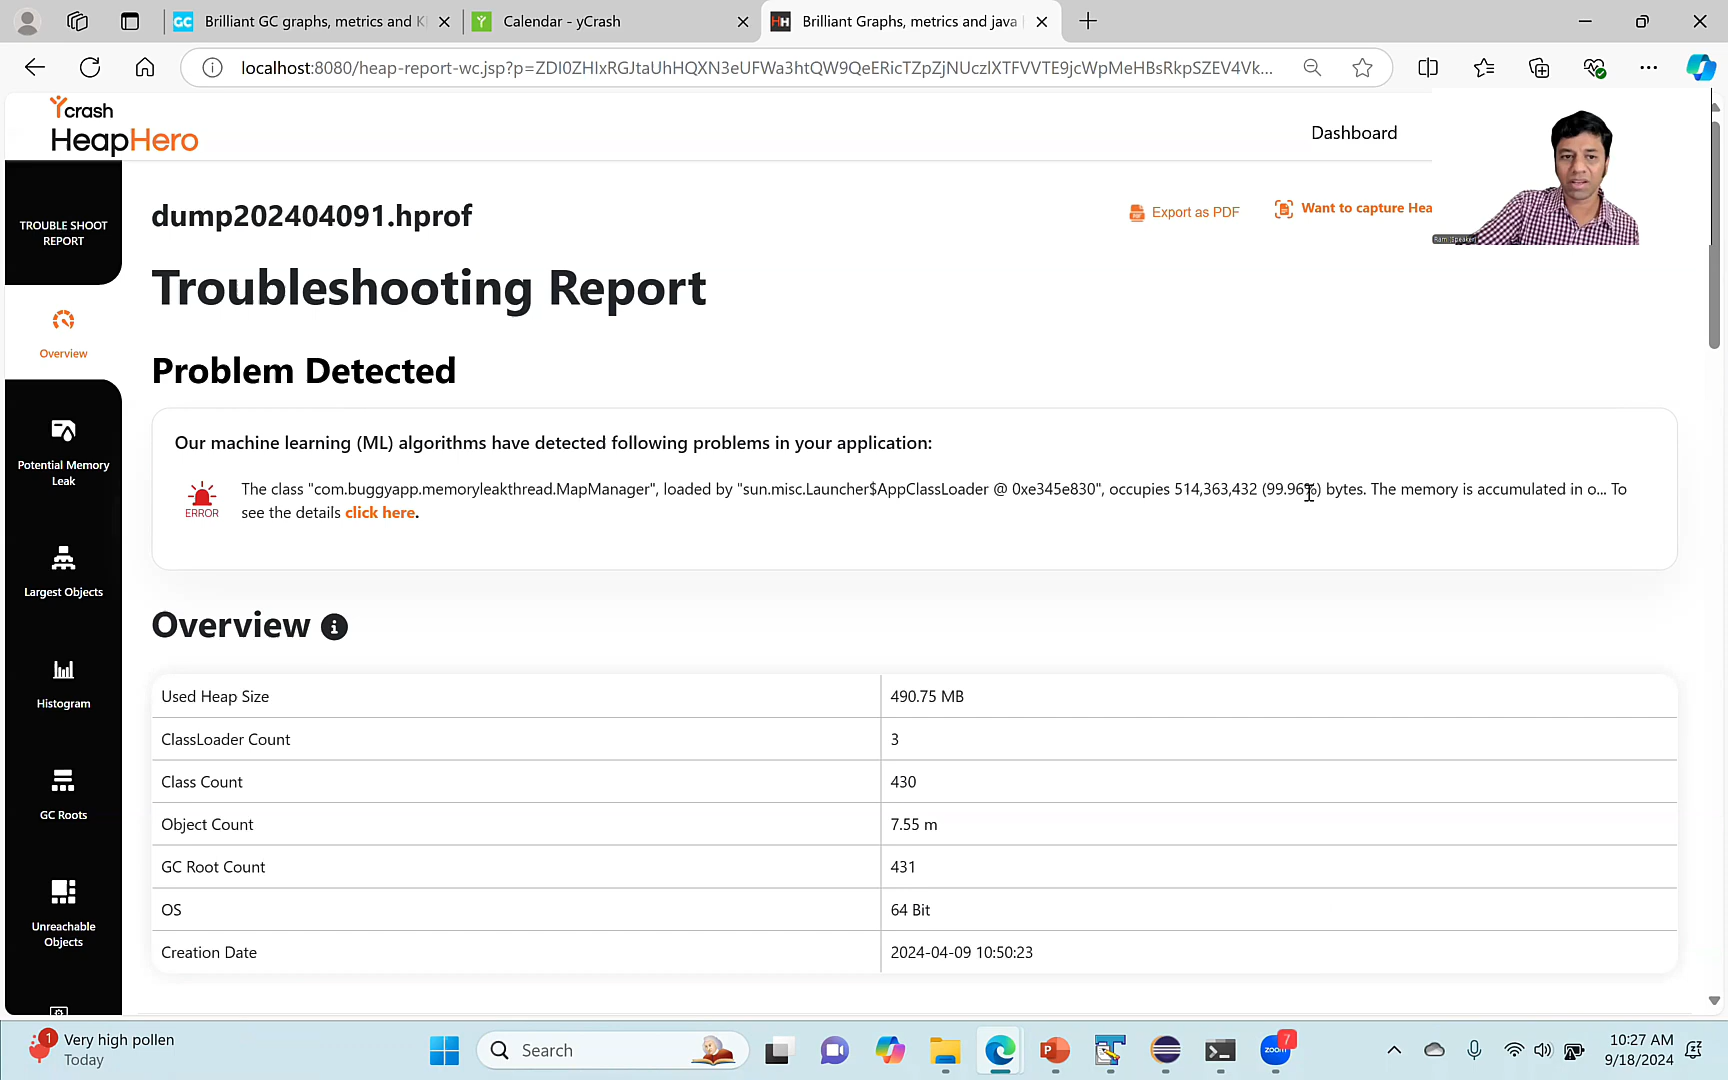 Brilliant GC graphs, metrics and K
Calendar - yCrash
Brilliant Graphs, metrics and java
localhost:8080/heap-report-wc.jsp?p=ZDI0ZHIxRGJtaUhHQXN3eUFWa3htQW9QeERicTZpZjNUczlXTFVVTE9jcWpMeHBsRkpSZEV4Vk...
ycrash
HeapHero
Dashboard
TROUBLE SHOOT
REPORT
Overview
Potential Memory
Leak
Largest Objects
Histogram
GC Roots
Unreachable
Objects
dump202404091.hprof
Export as PDF
Want to capture Hea
Ram (Speaker)
Troubleshooting Report
Problem Detected
Our machine learning (ML) algorithms have detected following problems in your application:
ERROR
The class "com.buggyapp.memoryleakthread.MapManager", loaded by "sun.misc.Launcher$AppClassLoader @ 0xe345e830", occupies 514,363,432 (99.96%) bytes. The memory is accumulated in o... To
see the details click here.
Overview
Used Heap Size 490.75 MB
ClassLoader Count 3
Class Count 430
Object Count 7.55 m
GC Root Count 431
OS 64 Bit
Creation Date 2024-04-09 10:50:23
1
Very high pollen
Today
Search
zoom
7
10:27 AM
9/18/2024